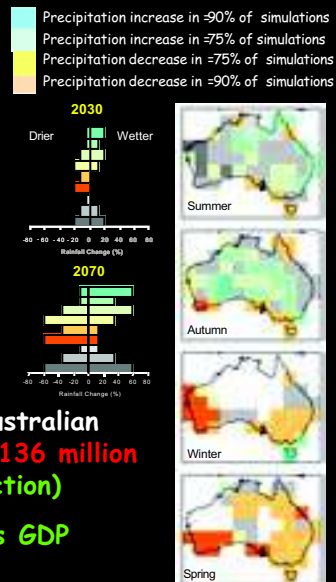 Precipitation increase in =90% of simulations
Precipitation increase in =75% of simulations
Precipitation decrease in =75% of simulations
Precipitation decrease in =90% of simulations
2030
Drier
Wetter
-80 -60 -40 -20 0 20 40 60 80
Rainfall Change (%)
2070
-80 -60 -40 -20 0 20 40 60 80
Rainfall Change (%)
Summer
Autumn
Winter
Spring
ustralian
136 million
ction)
s GDP